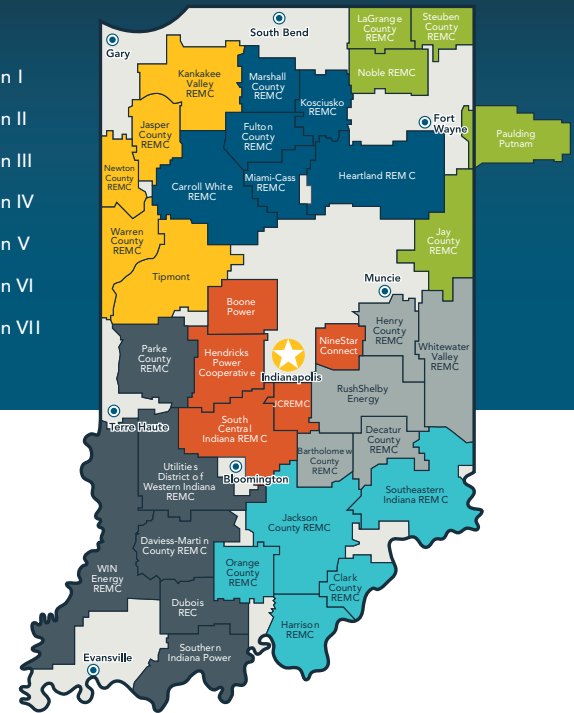 n I
n II
n III
n IV
n V
n VI
n VII
South Bend
Gary
LaGrange
County
REMC
Steuben
County
REMC
Kankakee
Valley
REMC
Marshall
County
REMC
Noble REMC
Kosciusko
REMC
Jasper
County
REMC
Fulton
County
REMC
Fort
Wayne
Paulding
Putnam
Newton
County
REMC
Carroll White
REMC
Miami-Cass
REMC
Heartland REMC
Warren
County
REMC
Jay
County
REMC
Tipmont
Muncie
Boone
Power
Henry
County
REMC
NineStar
Connect
Whitewater
Valley
REMC
Parke
County
REMC
Hendricks
Power
Cooperative
Indianapolis
RushShelby
Energy
JCREMC
Terre Haute
South
Central
Indiana REMC
Decatur
County
REMC
Bartholomew
County
REMC
Utilities
District of
Western Indiana
REMC
Bloomington
Southeastern
Indiana REMC
Jackson
County REMC
Daviess-Martin
County REMC
Orange
County
REMC
WIN
Energy
REMC
Clark
County
REMC
Dubois
REC
Harrison
REMC
Southern
Indiana Power
Evansville